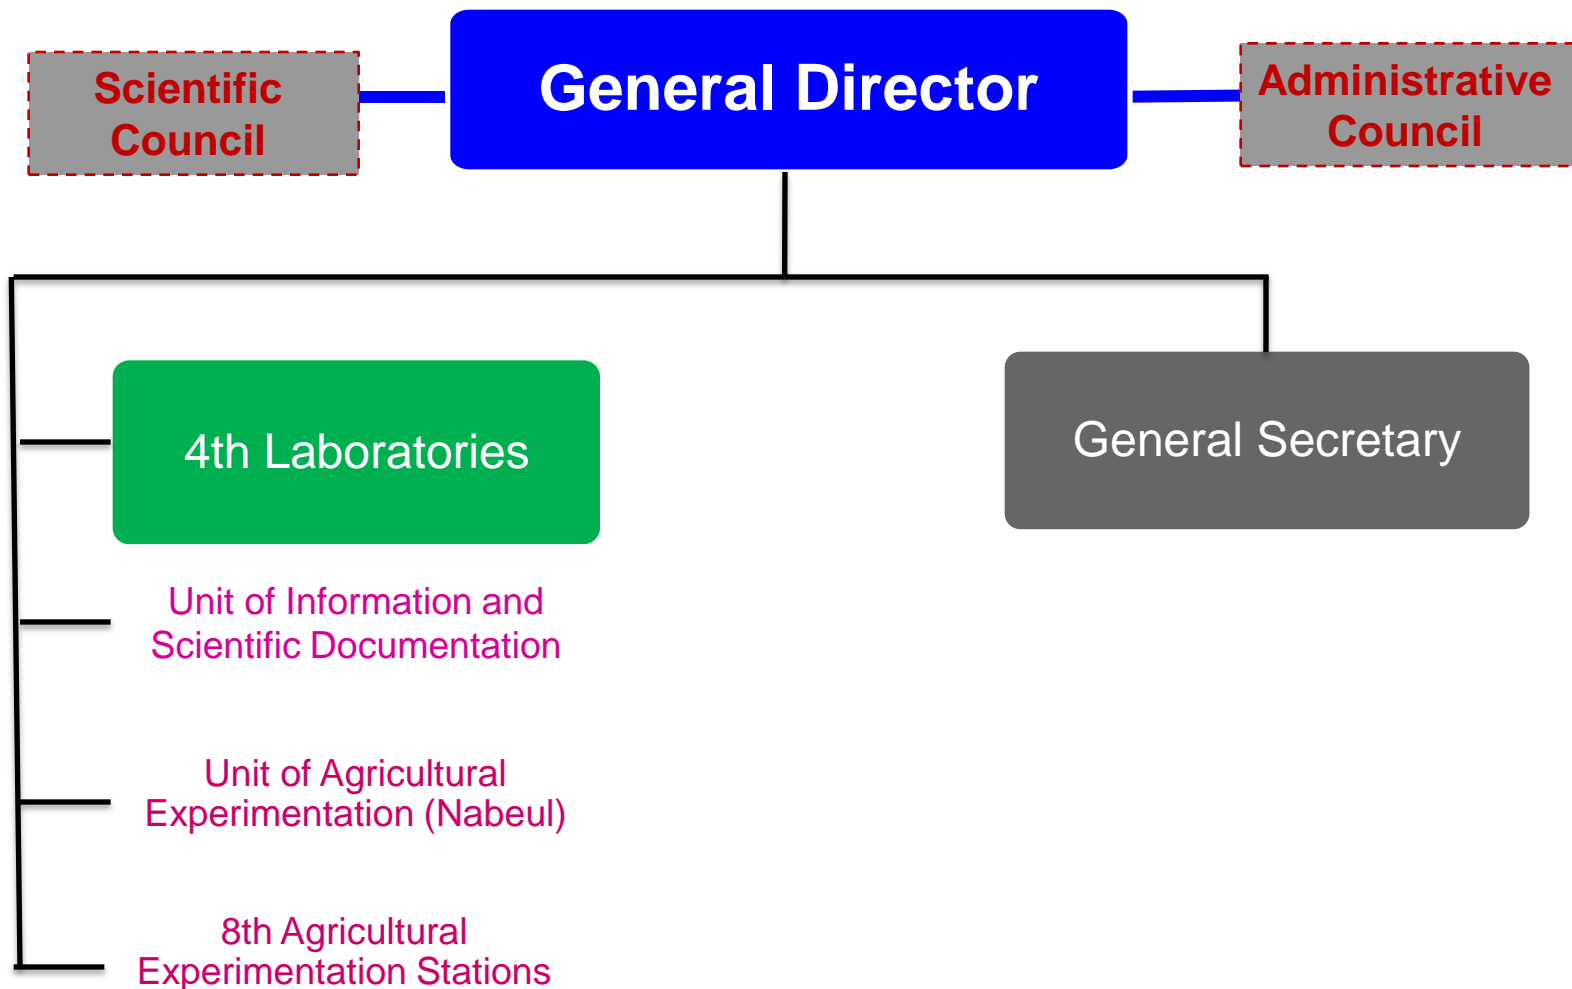 Scientific
Council
General Director
Administrative
Council
4th Laboratories
General Secretary
Unit of Information and
Scientific Documentation
Unit of Agricultural
Experimentation (Nabeul)
8th Agricultural
Experimentation Stations